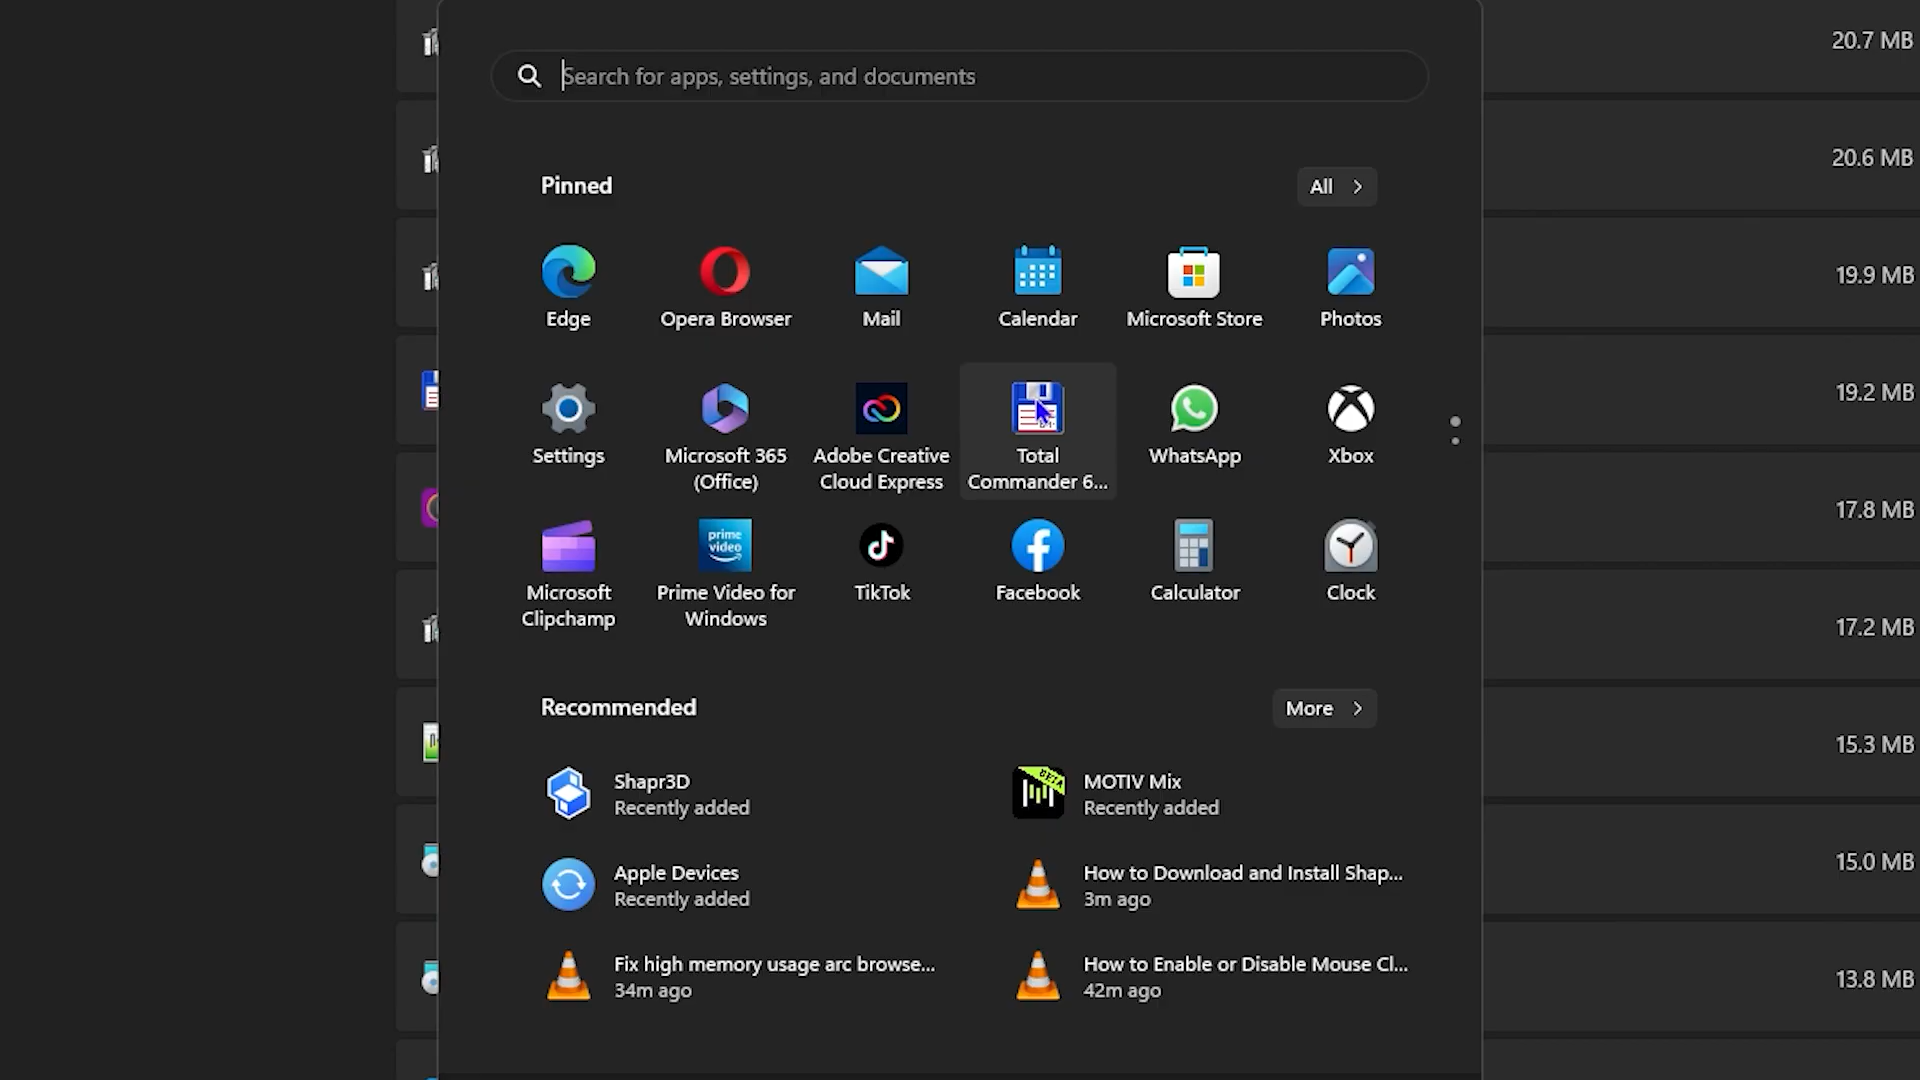 Search for apps, settings, and documents
Pinned
All
Edge
Opera Browser
Mail
Calendar
Microsoft Store
Photos
Settings
Microsoft 365
(Office)
Adobe Creative
Cloud Express
Total
Commander 6...
WhatsApp
Xbox
Microsoft
Clipchamp
prime
video
Prime Video for
Windows
TikTok
Facebook
Calculator
Clock
Recommended
More
Shapr3D
Recently added
BETA
MOTIV Mix
Recently added
Apple Devices
Recently added
How to Download and Install Shap...
3m ago
Fix high memory usage arc browse...
34m ago
How to Enable or Disable Mouse Cl...
42m ago
20.7 MB
20.6 MB
19.9 MB
19.2 MB
17.8 MB
17.2 MB
15.3 MB
15.0 MB
13.8 MB